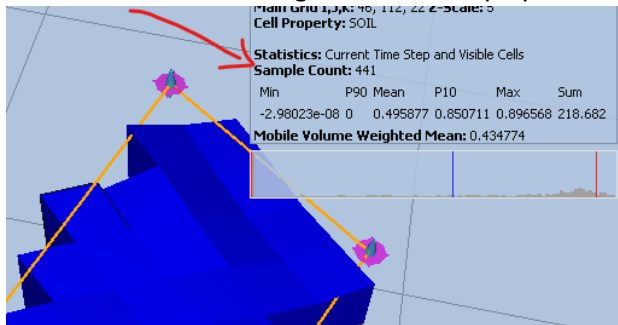 Main Grid I,J,K: 46, 112, 22 Z-Scale: 5
Cell Property: SOIL
Statistics: Current Time Step and Visible Cells
Sample Count: 441
Min P90 Mean P10 Max Sum
-2.98023e-08 0 0.495877 0.850711 0.896568 218.682
Mobile Volume Weighted Mean: 0.434774